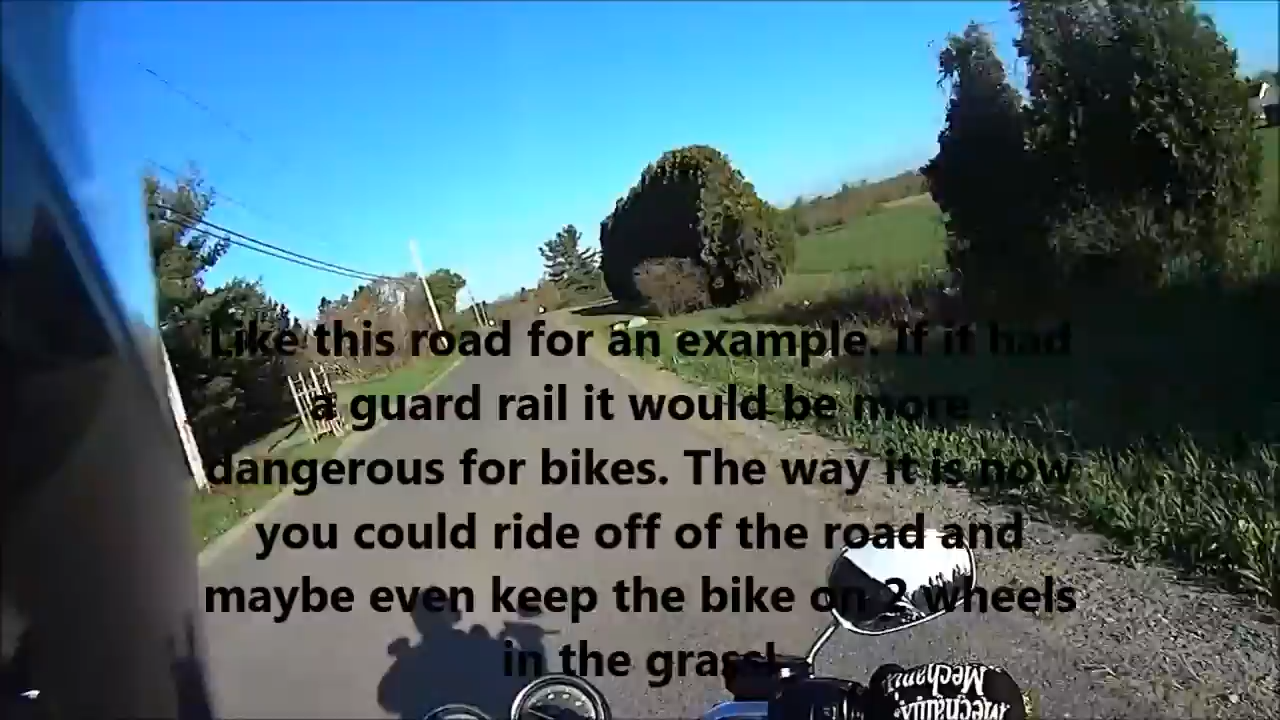 Like this road for an example. If it had
a guard rail it would be more
dangerous for bikes. The way it is now
you could ride off of the road and
maybe even keep the bike on 2 wheels
in the grass!
Mechanix
Mechanix